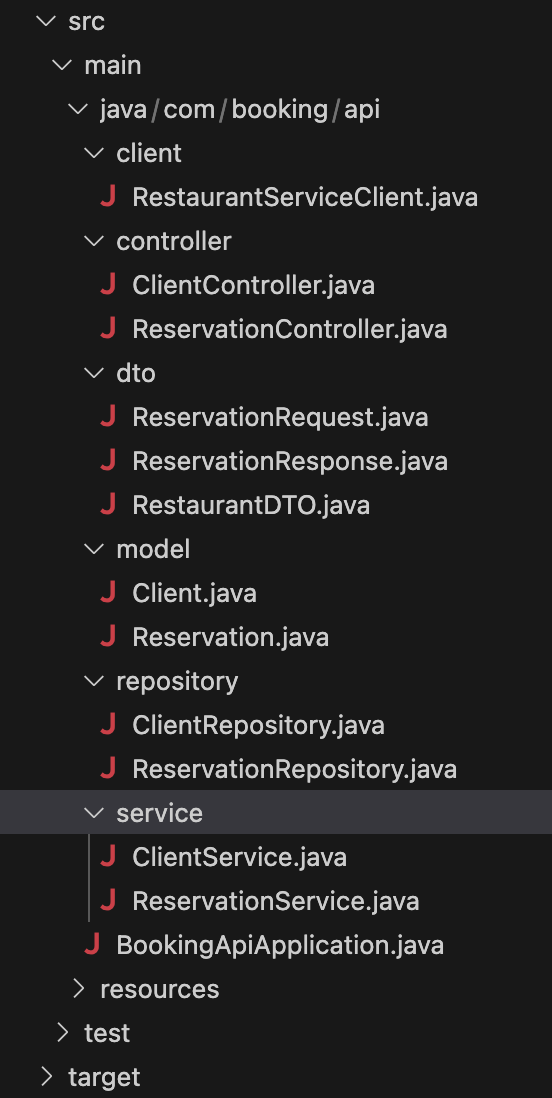 src
main
java/com/booking/api
client
J RestaurantServiceClient.java
controller
J ClientController.java
J ReservationController.java
dto
J ReservationRequest.java
J ReservationResponse.java
J RestaurantDTO.java
model
J Client.java
J Reservation.java
repository
J ClientRepository.java
J ReservationRepository.java
service
J ClientService.java
J ReservationService.java
J BookingApiApplication.java
resources
test
target